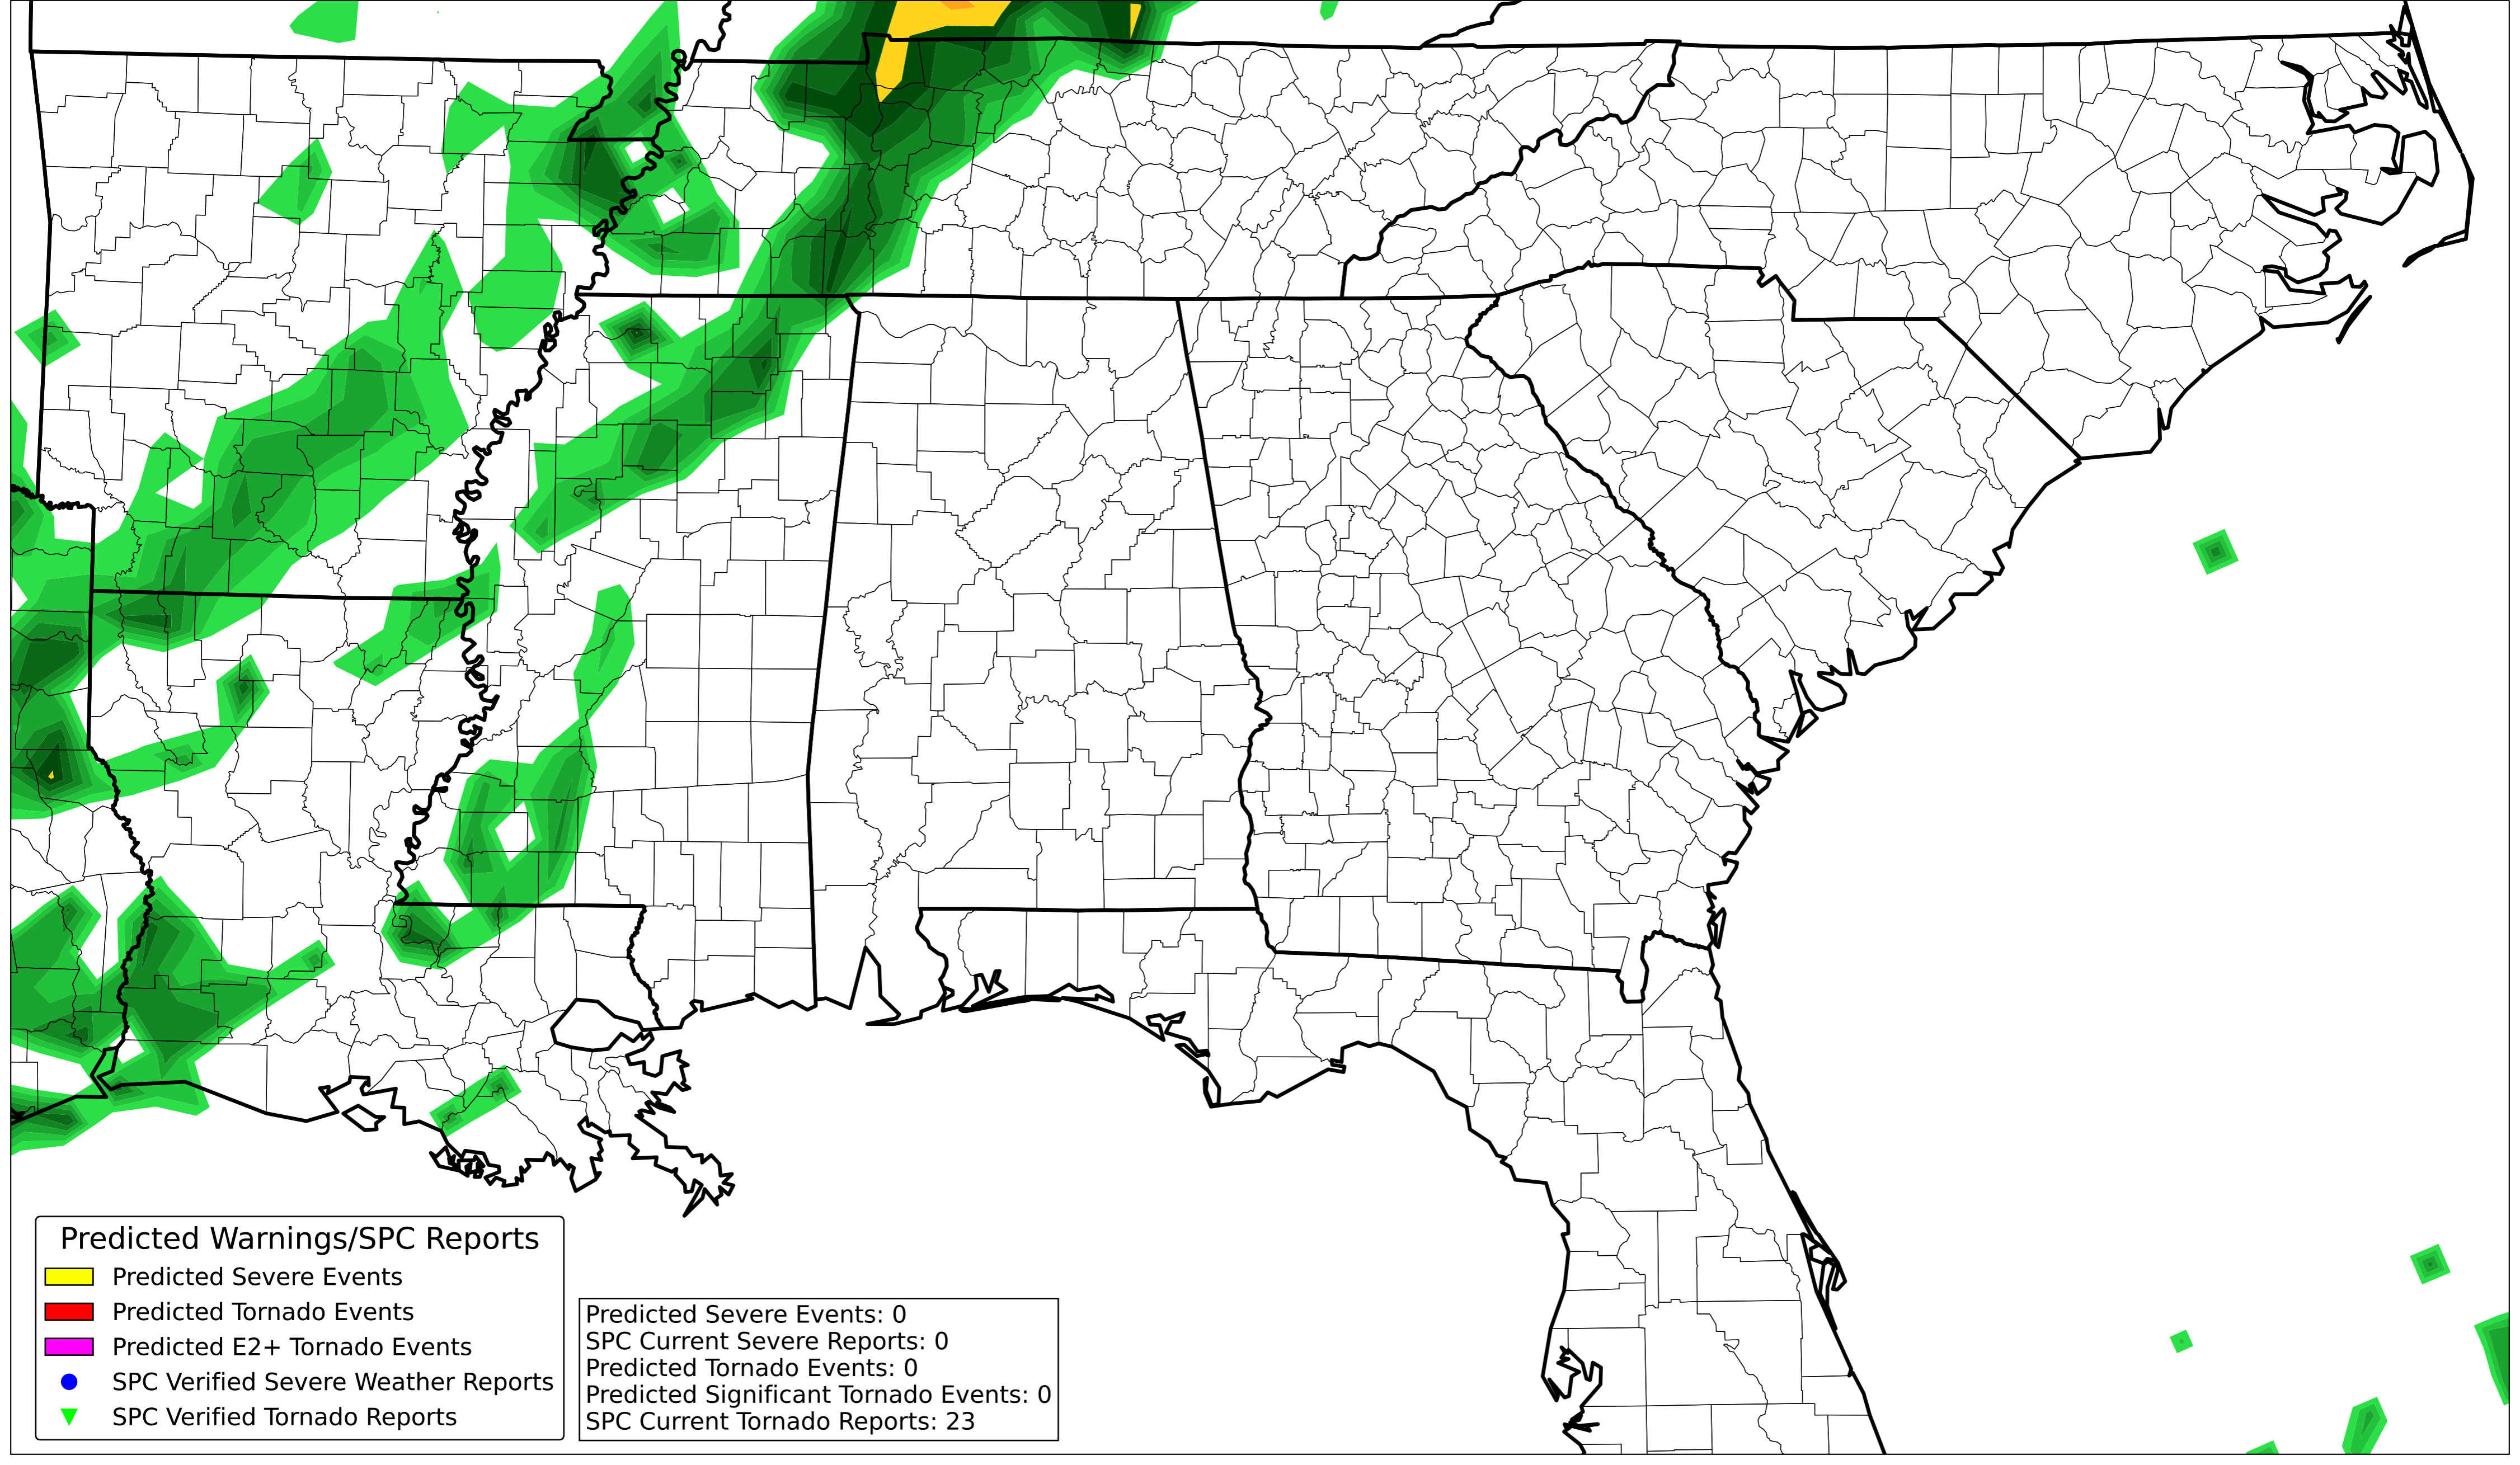 Predicted Warnings/SPC Reports
Predicted Severe Events
Predicted Tornado Events
Predicted E2+ Tornado Events
SPC Verified Severe Weather Reports
SPC Verified Tornado Reports
Predicted Severe Events: 0
SPC Current Severe Reports: 0
Predicted Tornado Events: 0
Predicted Significant Tornado Events: 0
SPC Current Tornado Reports: 23